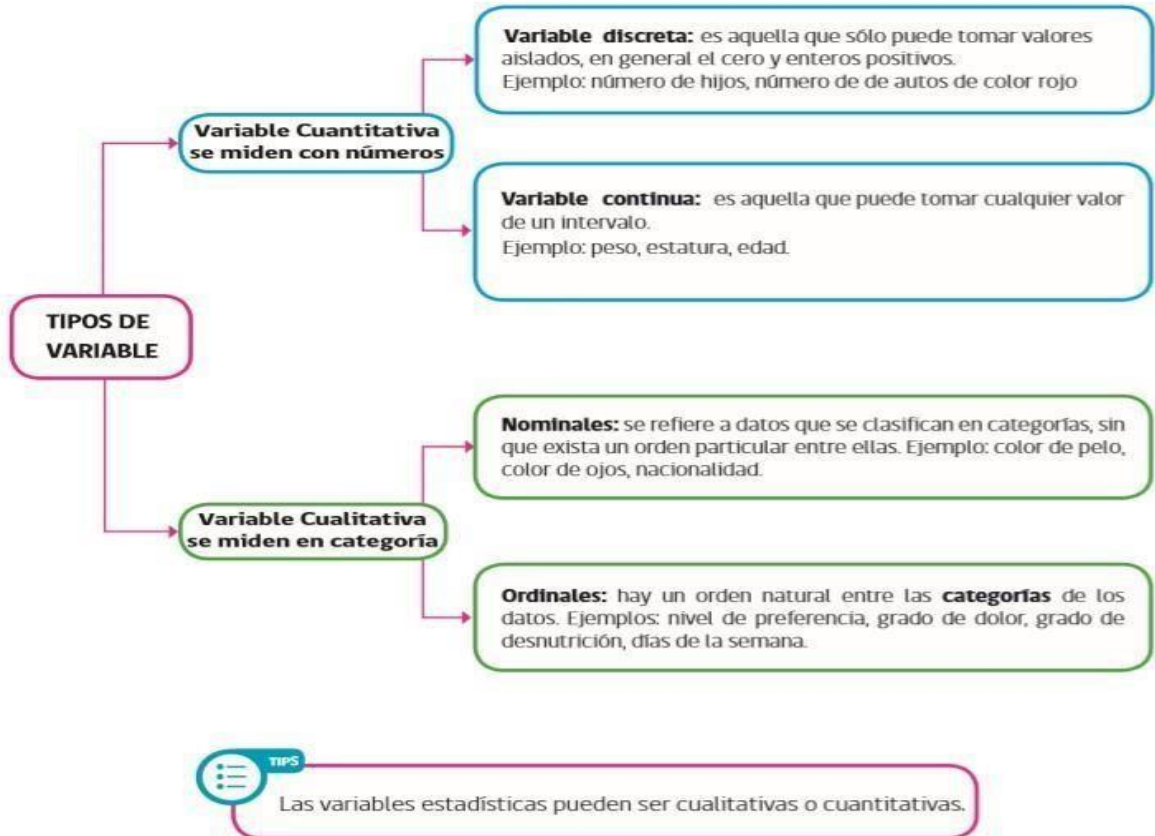 Variable discreta: es aquella que sólo puede tomar valores
aislados, en general el cero y enteros positivos.
Ejemplo: número de hijos, número de de autos de color rojo
Variable Cuantitativa
se miden con números
Variable continua: es aquella que puede tomar cualquier valor
de un intervalo.
Ejemplo: peso, estatura, edad.
TIPOS DE
VARIABLE
Nominales: se refiere a datos que se clasifican en categorías, sin
que exista un orden particular entre ellas. Ejemplo: color de pelo,
color de ojos, nacionalidad.
Variable Cualitativa
se miden en categoría
Ordinales: hay un orden natural entre las categorías de los
datos. Ejemplos: nivel de preferencia, grado de dolor, grado de
desnutrición, días de la semana.
TIPS
Las variables estadísticas pueden ser cualitativas o cuantitativas.